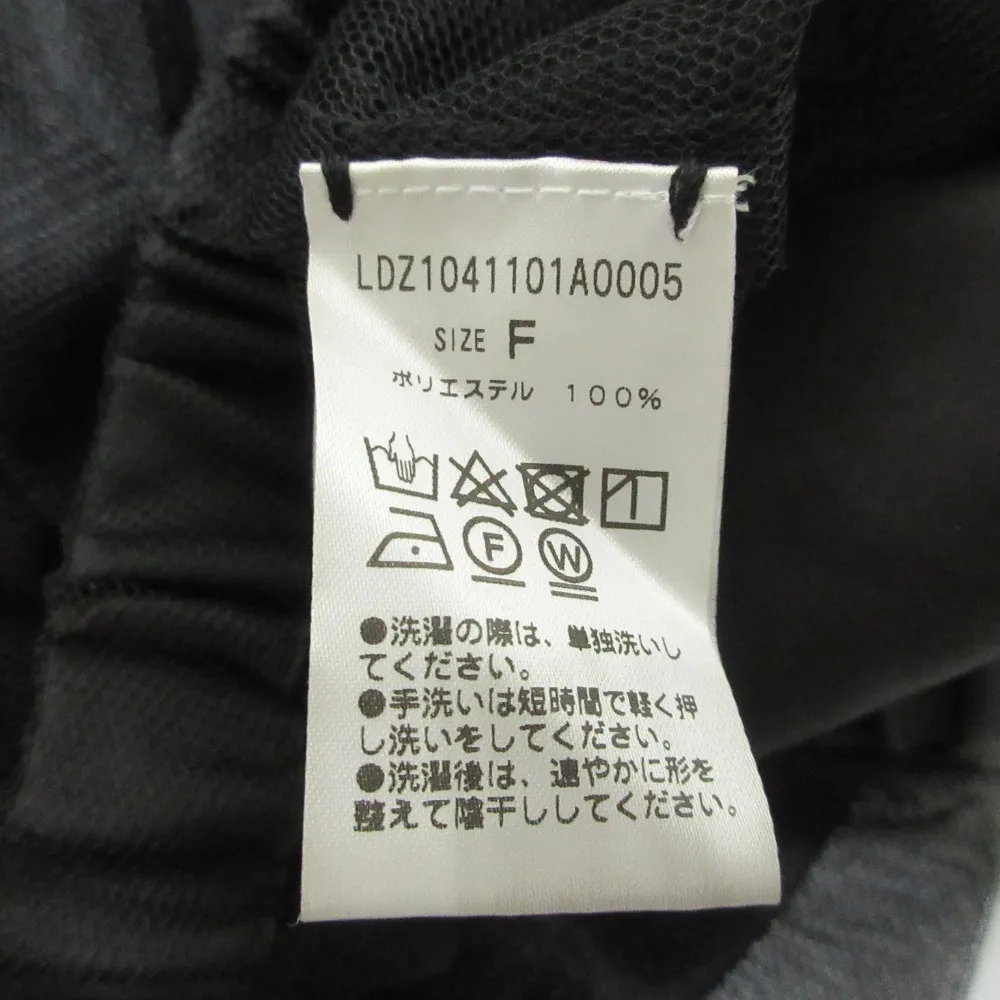 LDZ1041101A0005
SIZE F
ポリエステル 100%
F W
●洗濯の際は、単独洗いし
てください。
●手洗いは短時間で軽く押
し洗いをしてください。
●洗濯後は、速やかに形を
整えて陰干ししてください。